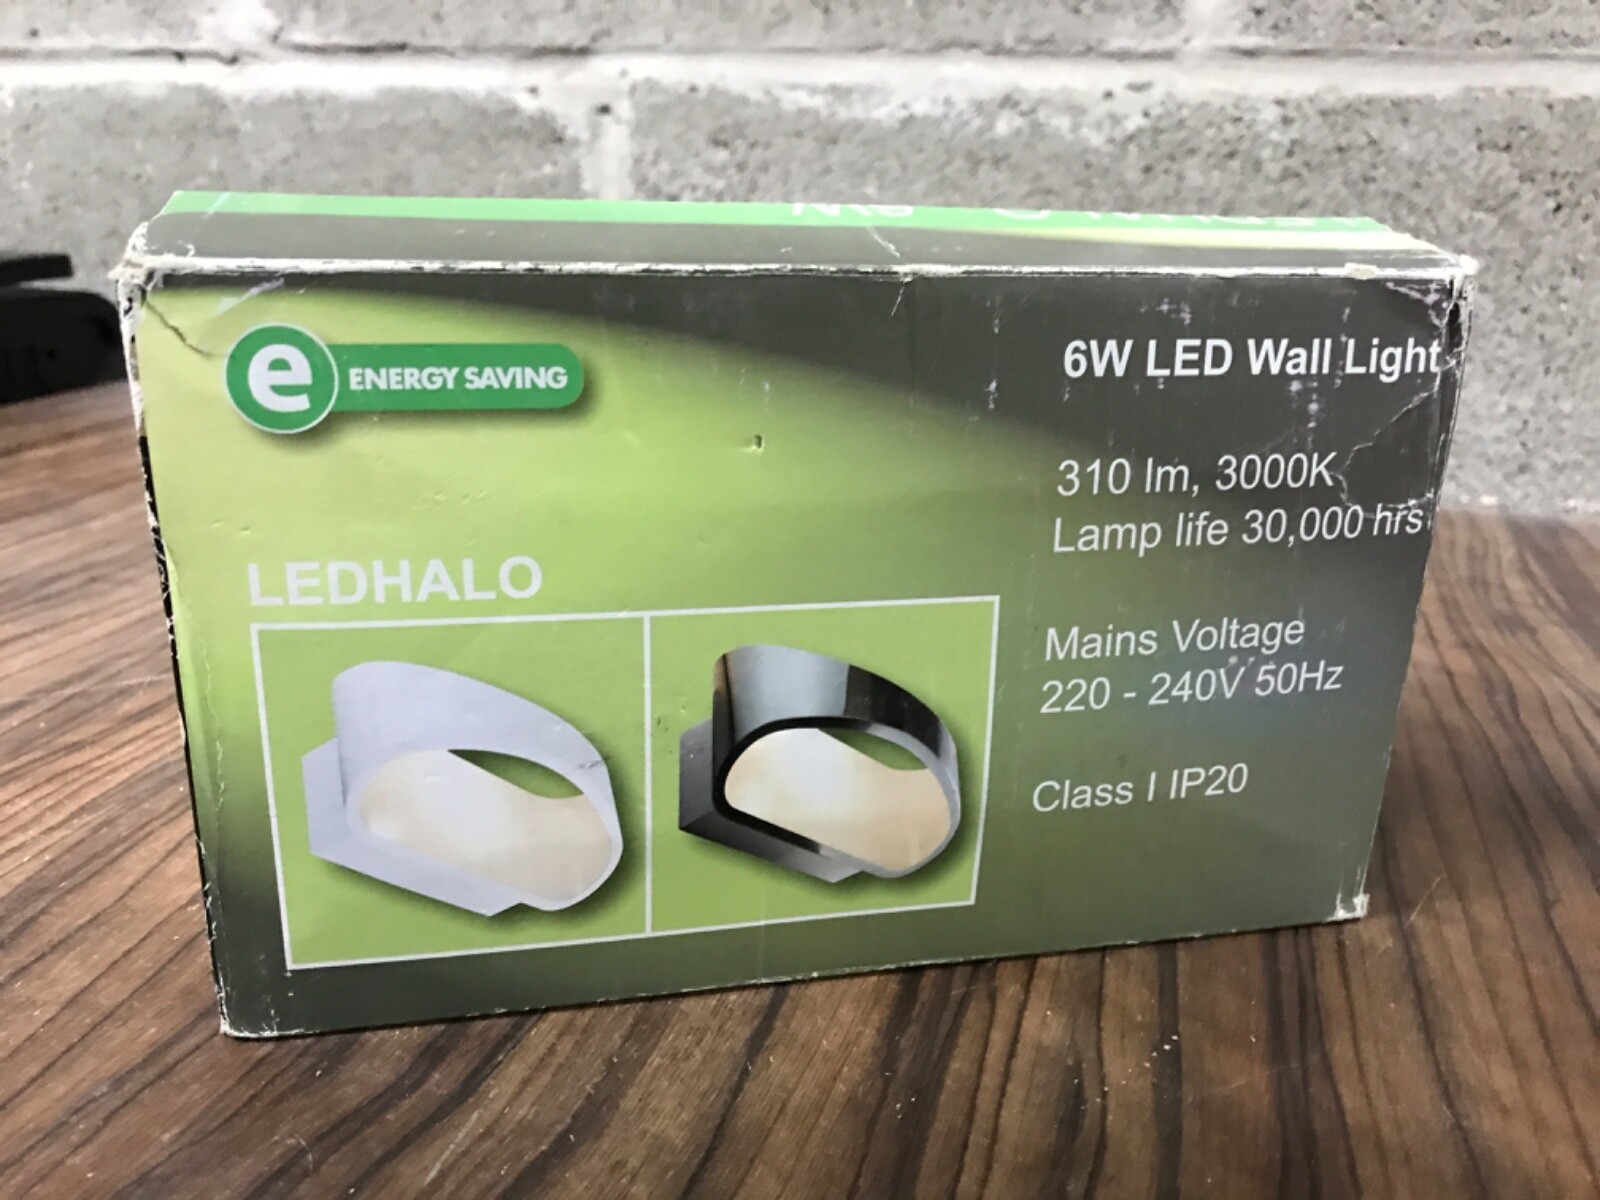 e ENERGY SAVING
6W LED Wall Light
310 lm, 3000K
Lamp life 30,000 hrs
LEDHALO
Mains Voltage
220 - 240V 50Hz
Class I IP20